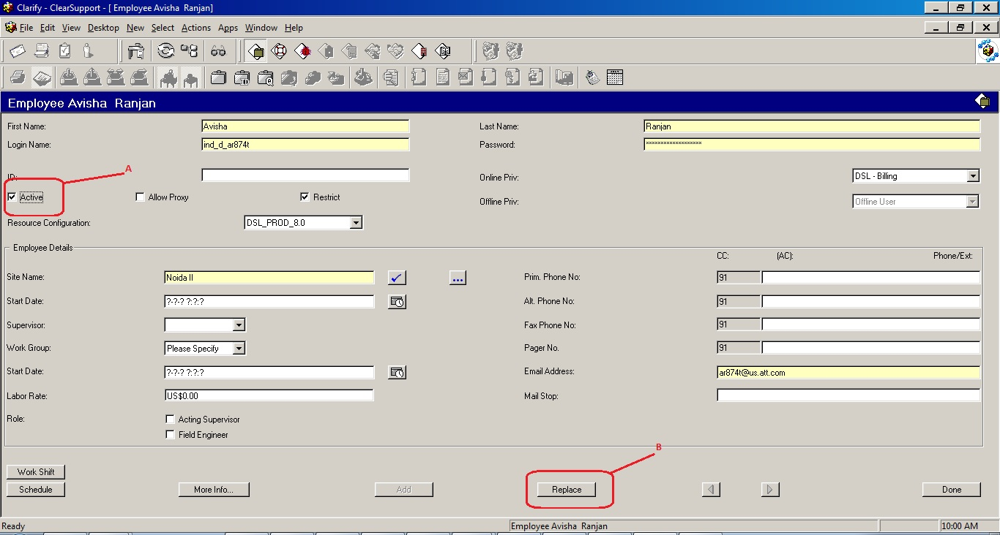 Clarify - ClearSupport - [ Employee Avisha  Ranjan]
File Edit View Desktop New Select Actions Apps Window Help
Employee Avisha  Ranjan
First Name: Avisha Last Name: Ranjan
Login Name: ind_d_ar874t Password: ******************
A
ID: Online Priv: DSL - Billing
Active Allow Proxy Restrict Offline Priv: Offline User
Resource Configuration: DSL_PROD_8.0
Employee Details
CC: (AC): Phone/Ext:
Site Name: Noida II ... Prim. Phone No: 91
Start Date: ?-?-? ?:?:? Alt. Phone No: 91
Supervisor: Fax Phone No: 91
Work Group: Please Specify Pager No. 91
Start Date: ?-?-? ?:?:? Email Address: ar874t@us.att.com
Labor Rate: US$0.00 Mail Stop:
Role: Acting Supervisor
Field Engineer
B
Work Shift
Schedule More Info... Add Replace Done
Ready Employee Avisha  Ranjan 10:00 AM